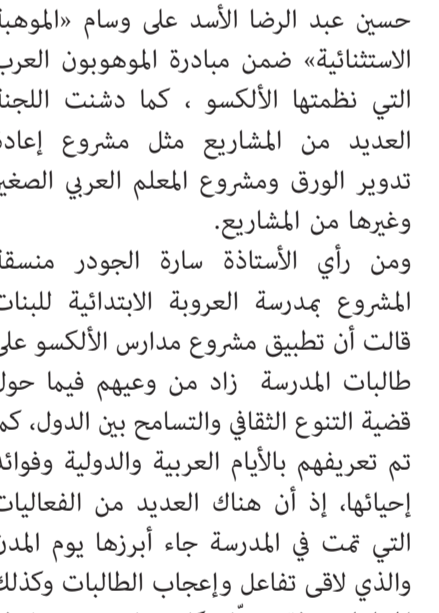 حسين عبد الرضا الأسد على وسام «الموهبة
الاستثنائية» ضمن مبادرة الموهوبون العرب
التي نظمتها الألكسو ، كما دشنت اللجنة
العديد من المشاريع مثل مشروع إعادة
تدوير الورق ومشروع المعلم العربي الصغير
وغيرها من المشاريع.
ومن رأي الأستاذة سارة الجودر منسقة
المشروع بمدرسة العروبة الابتدائية للبنات
قالت أن تطبيق مشروع مدارس الألكسو على
طالبات المدرسة زاد من وعيهم فيما حول
قضية التنوع الثقافي والتسامح بين الدول، كما
تم تعريفهم بالأيام العربية والدولية وفوائد
إحيائها، إذ أن هناك العديد من الفعاليات
التي تمت في المدرسة جاء أبرزها يوم المدن
والذي لاقى تفاعل وإعجاب الطالبات وكذلك